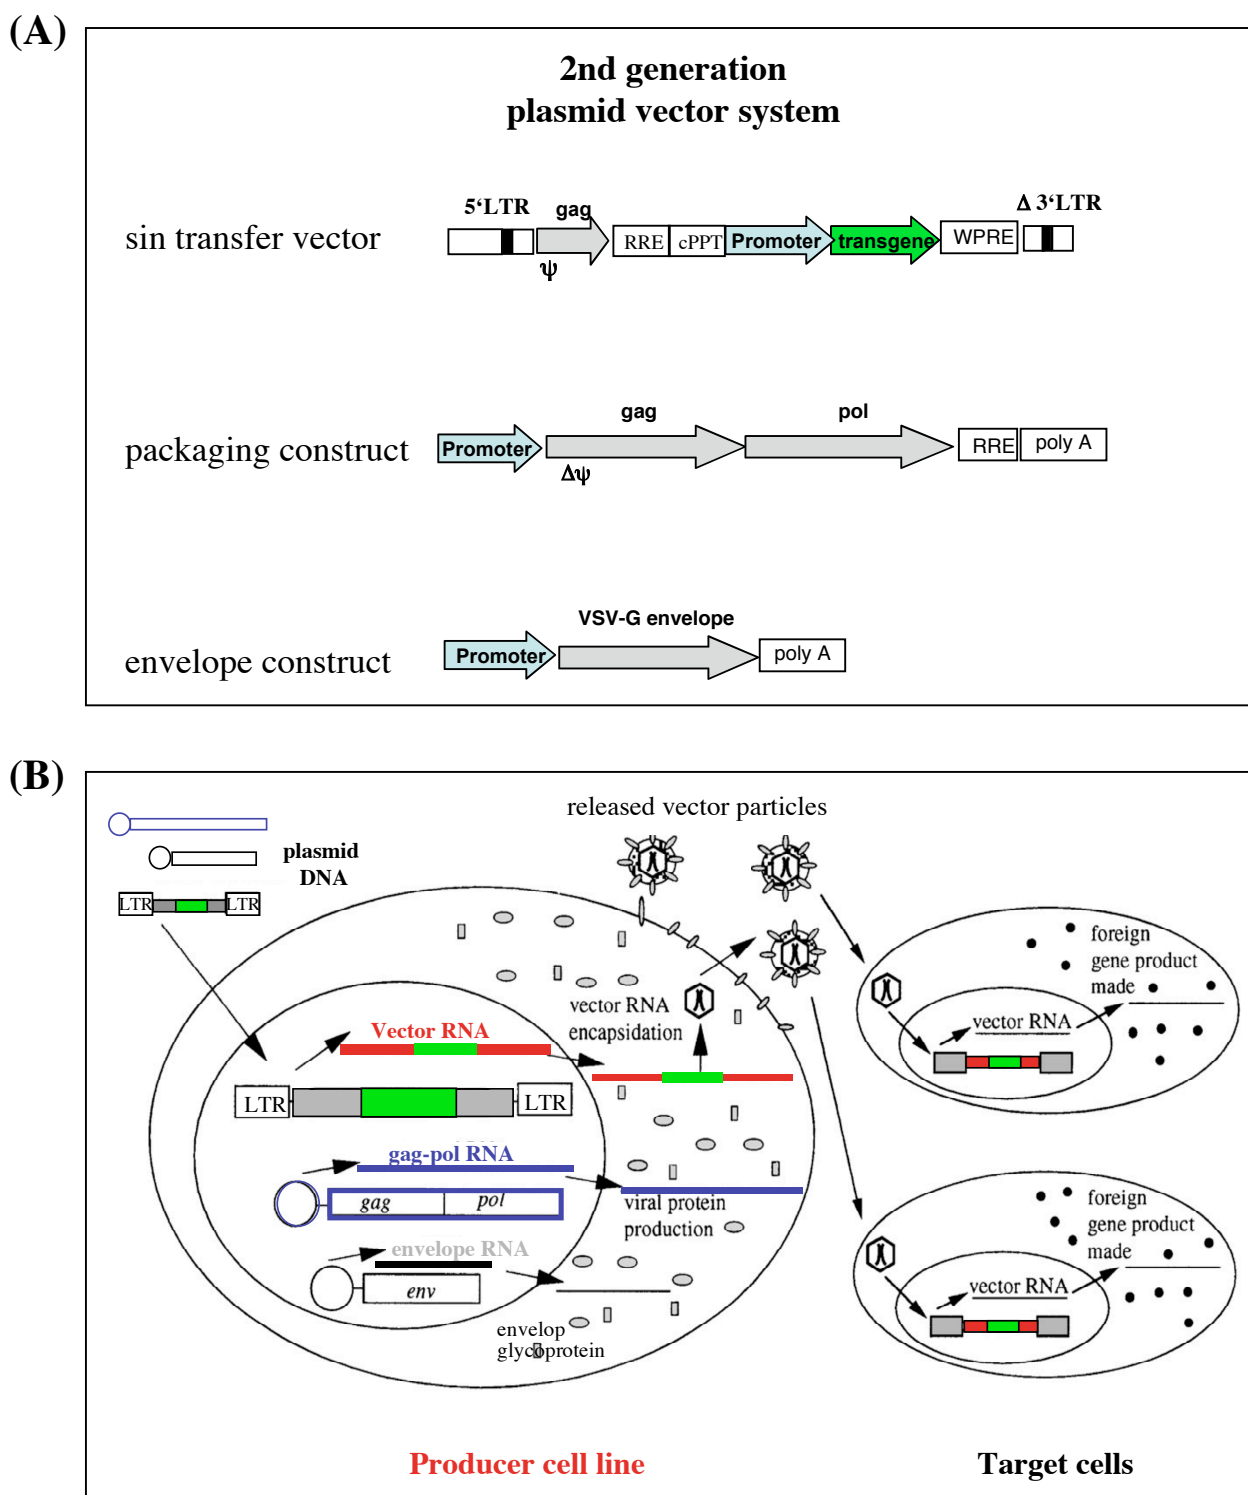 (A)
2nd generation
plasmid vector system
sin transfer vector
5‘LTR
gag
ψ
RRE
cPPT
Promoter
transgene
WPRE
Δ 3‘LTR
packaging construct
Promoter
gag
Δψ
pol
RRE
poly A
envelope construct
Promoter
VSV-G envelope
poly A
(B)
released vector particles
plasmid
DNA
LTR
LTR
Vector RNA
vector RNA
encapsidation
LTR
LTR
gag-pol RNA
gag
pol
viral protein
production
envelope RNA
env
envelop
glycoprotein
foreign
gene product
made
vector RNA
foreign
gene product
made
vector RNA
Producer cell line
Target cells